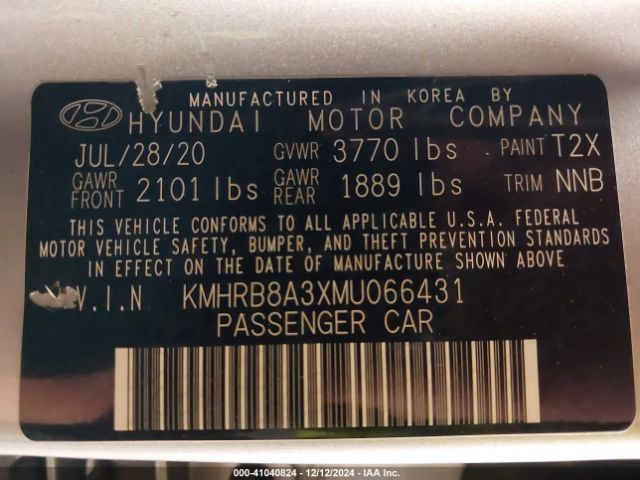 MANUFACTURED IN KOREA BY
HYUNDAI MOTOR COMPANY
JUL/28/20 GVWR 3770 lbs PAINT T2X
GAWR FRONT 2101 lbs GAWR REAR 1889 lbs TRIM NNB
THIS VEHICLE CONFORMS TO ALL APPLICABLE U.S.A. FEDERAL
MOTOR VEHICLE SAFETY, BUMPER, AND THEFT PREVENTION STANDARDS
IN EFFECT ON THE DATE OF MANUFACTURE SHOWN ABOVE
V.I.N KMHRB8A3XMU066431
PASSENGER CAR
000-41040824 - 12/12/2024 - IAA Inc.